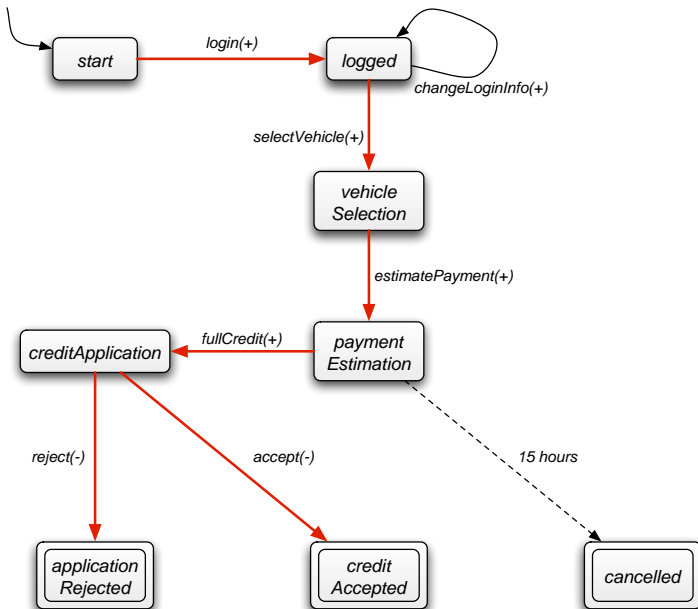 login(+)
start
logged
changeLoginInfo(+)
selectVehicle(+)
vehicle
Selection
estimatePayment(+)
fullCredit(+)
creditApplication
payment
Estimation
reject(-)
accept(-)
15 hours
application
Rejected
credit
Accepted
cancelled